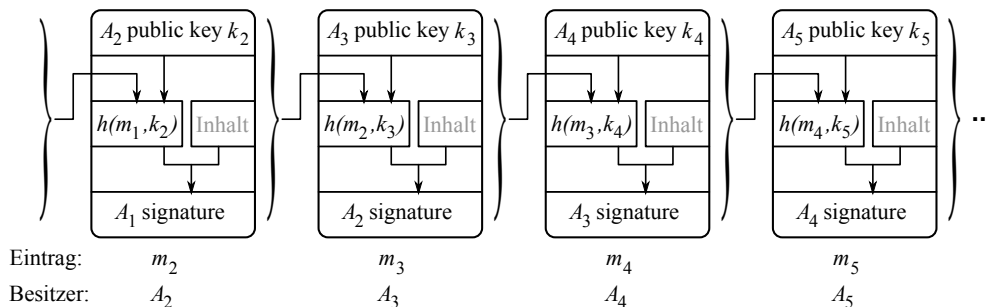 A₂ public key k₂ A₃ public key k₃ A₄ public key k₄ A₅ public key k₅
h(m₁,k₂) Inhalt h(m₂,k₃) Inhalt h(m₃,k₄) Inhalt h(m₄,k₅) Inhalt ..
A₁ signature A₂ signature A₃ signature A₄ signature
Eintrag: m₂ m₃ m₄ m₅
Besitzer: A₂ A₃ A₄ A₅